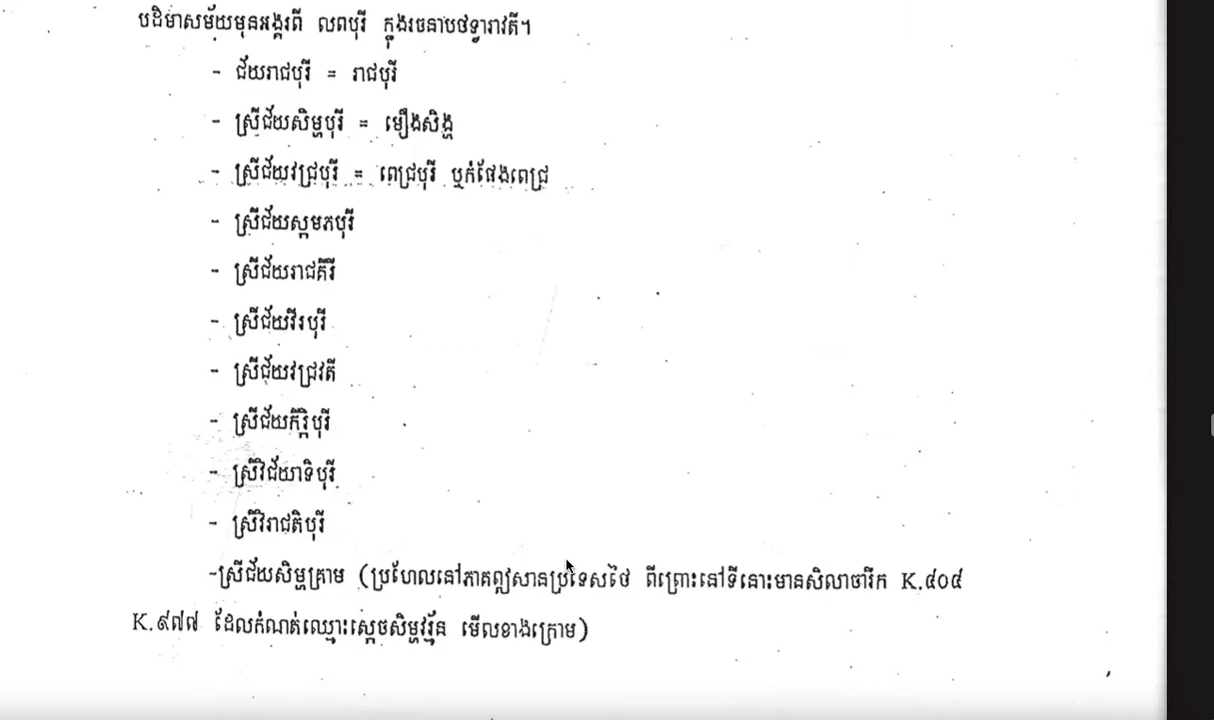 បដិមាសម័យមុនអង្គរពី លពបុរី ក្នុងរចនាបថទ្វារាវតី។
- ជ័យរាជបុរី = រាជបុរី
- ស្រីជ័យសិម្ហបុរី = មឿងសិង្ហ
- ស្រីជ័យវជ្របុរី = ពេជ្របុរី ឬកំផែងពេជ្រ
- ស្រីជ័យស្តមភបុរី
- ស្រីជ័យរាជគិរី
- ស្រីជ័យវីរបុរី
- ស្រីជ័យវជ្រវតី
- ស្រីជ័យកិរ្តិបុរី
- ស្រីវិជ័យាទិបុរី
- ស្រីវិរាជតិបុរី
-ស្រីជ័យសិម្ហគ្រាម (ប្រហែលនៅភាគឦសានប្រទេសថៃ ពីព្រោះនៅទីនោះមានសិលាចារឹក K.៤០៤
K.៩៧៧ ដែលកំណត់ឈ្មោះស្តេចសិម្ហវរ្ម័ន មើលខាងក្រោម)